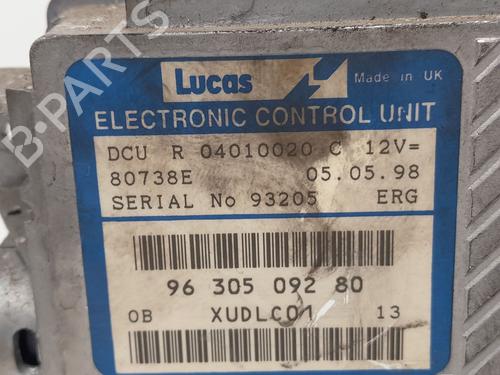 Lucas
Made in UK
ELECTRONIC CONTROL UNIT
DCU R 04010020 C 12V=
80738E 05.05.98
SERIAL No 93205 ERG
96 305 092 80
0B XUDLC01 13
B-PARTS